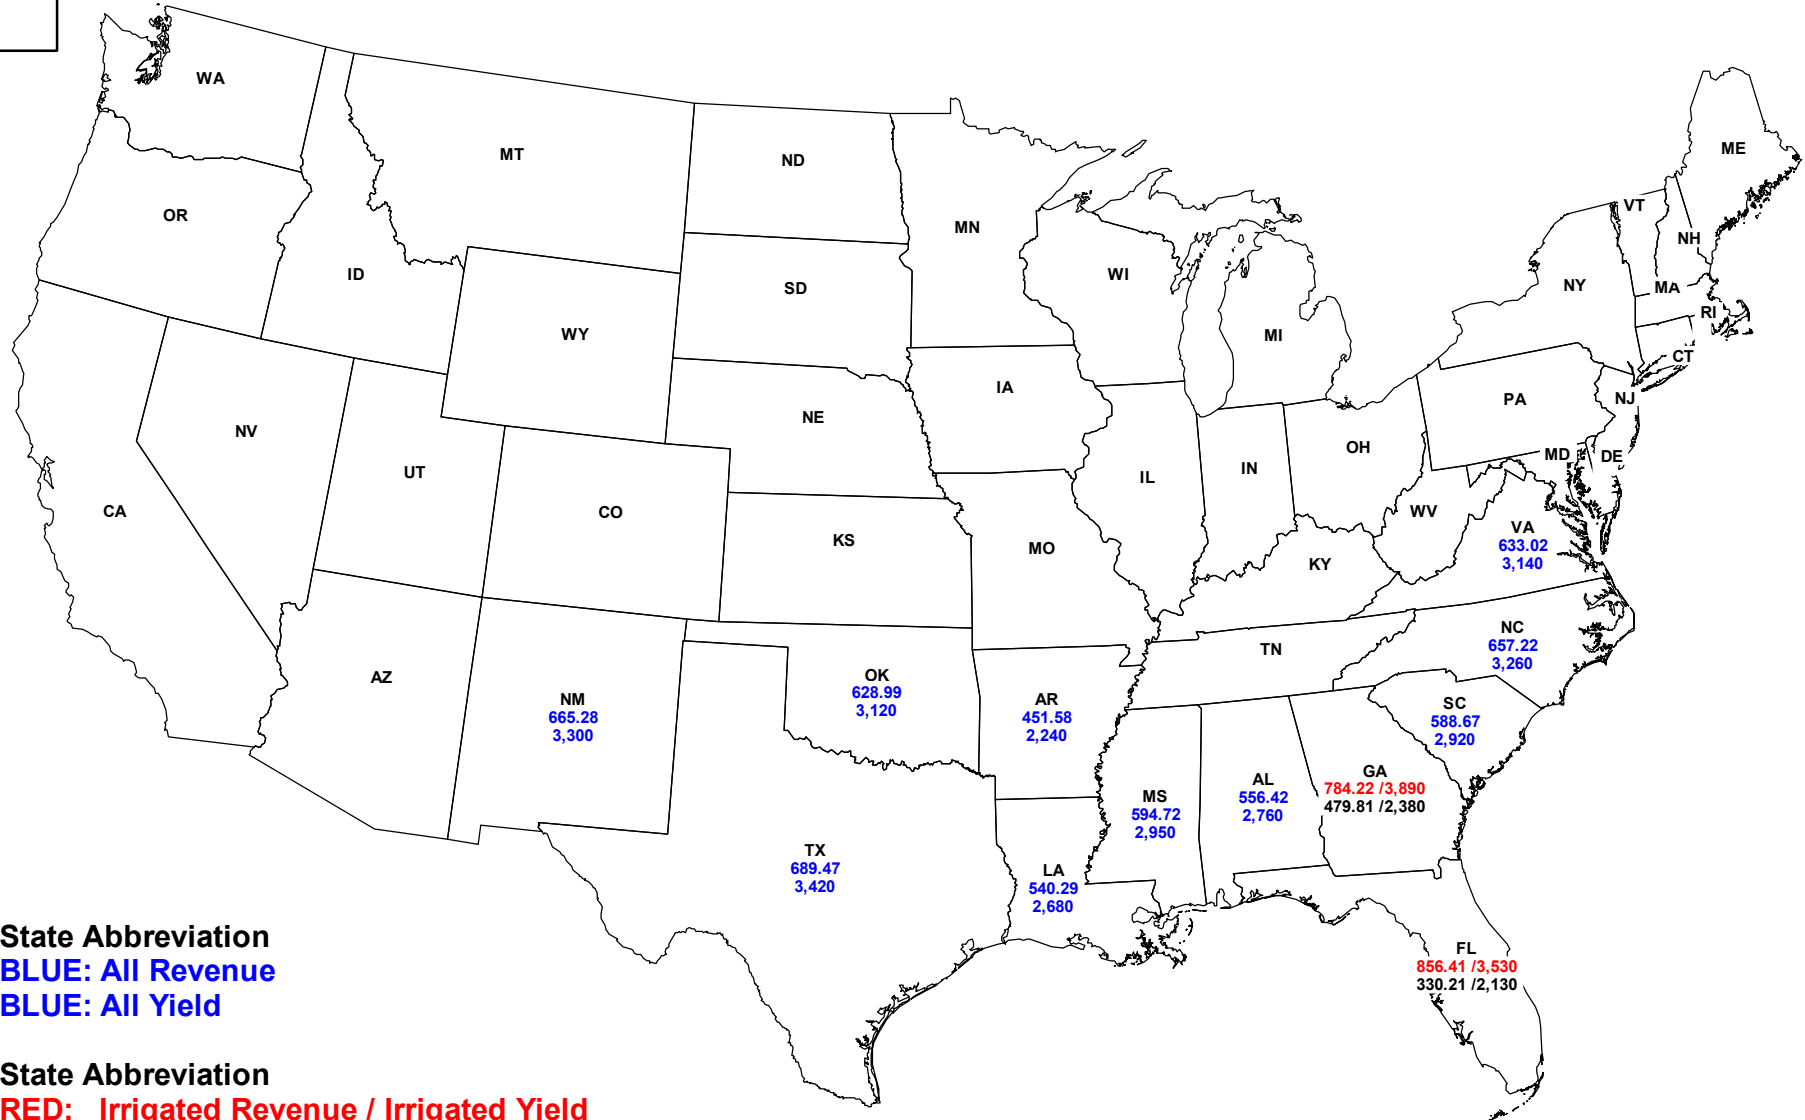 WA
MT
ND
ME
OR
ID
MN
VT
NH
SD
WI
NY
MA
WY
RI
MI
CT
IA
PA
NJ
NE
NV
UT
OH
MD
DE
IN
IL
CA
CO
WV
KS
MO
VA
633.02
3,140
KY
NC
657.22
3,260
TN
AZ
OK
628.99
3,120
NM
665.28
3,300
AR
451.58
2,240
SC
588.67
2,920
GA
784.22 /3,890
479.81 /2,380
AL
556.42
2,760
MS
594.72
2,950
TX
689.47
3,420
LA
540.29
2,680
FL
856.41 /3,530
330.21 /2,130
State Abbreviation
BLUE: All Revenue
BLUE: All Yield
State Abbreviation
RED: Irrigated Revenue / Irrigated Yield